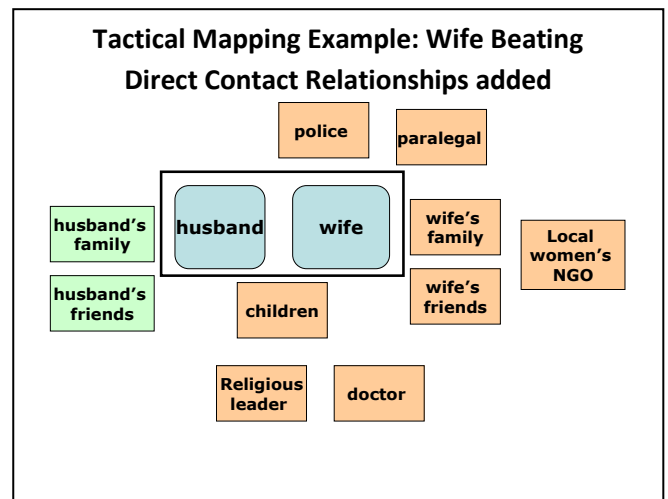 Tactical Mapping Example: Wife Beating
Direct Contact Relationships added
police
paralegal
husband
wife
husband's
family
wife's
family
Local
women's
NGO
husband's
friends
wife's
friends
children
Religious
leader
doctor